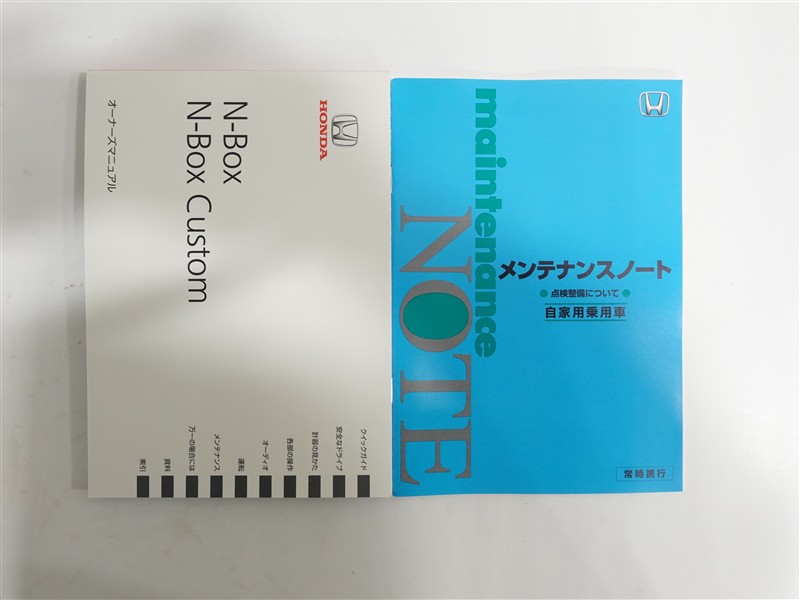 HONDA
N-Box
N-Box Custom
オーナーズマニュアル
クイックガイド
安全なドライブ
計器の見かた
各部の操作
オーディオ
運転
メンテナンス
万一の場合には
資料
索引
maintenance
NOTE
メンテナンスノート
点検整備について
自家用乗用車
常時携行